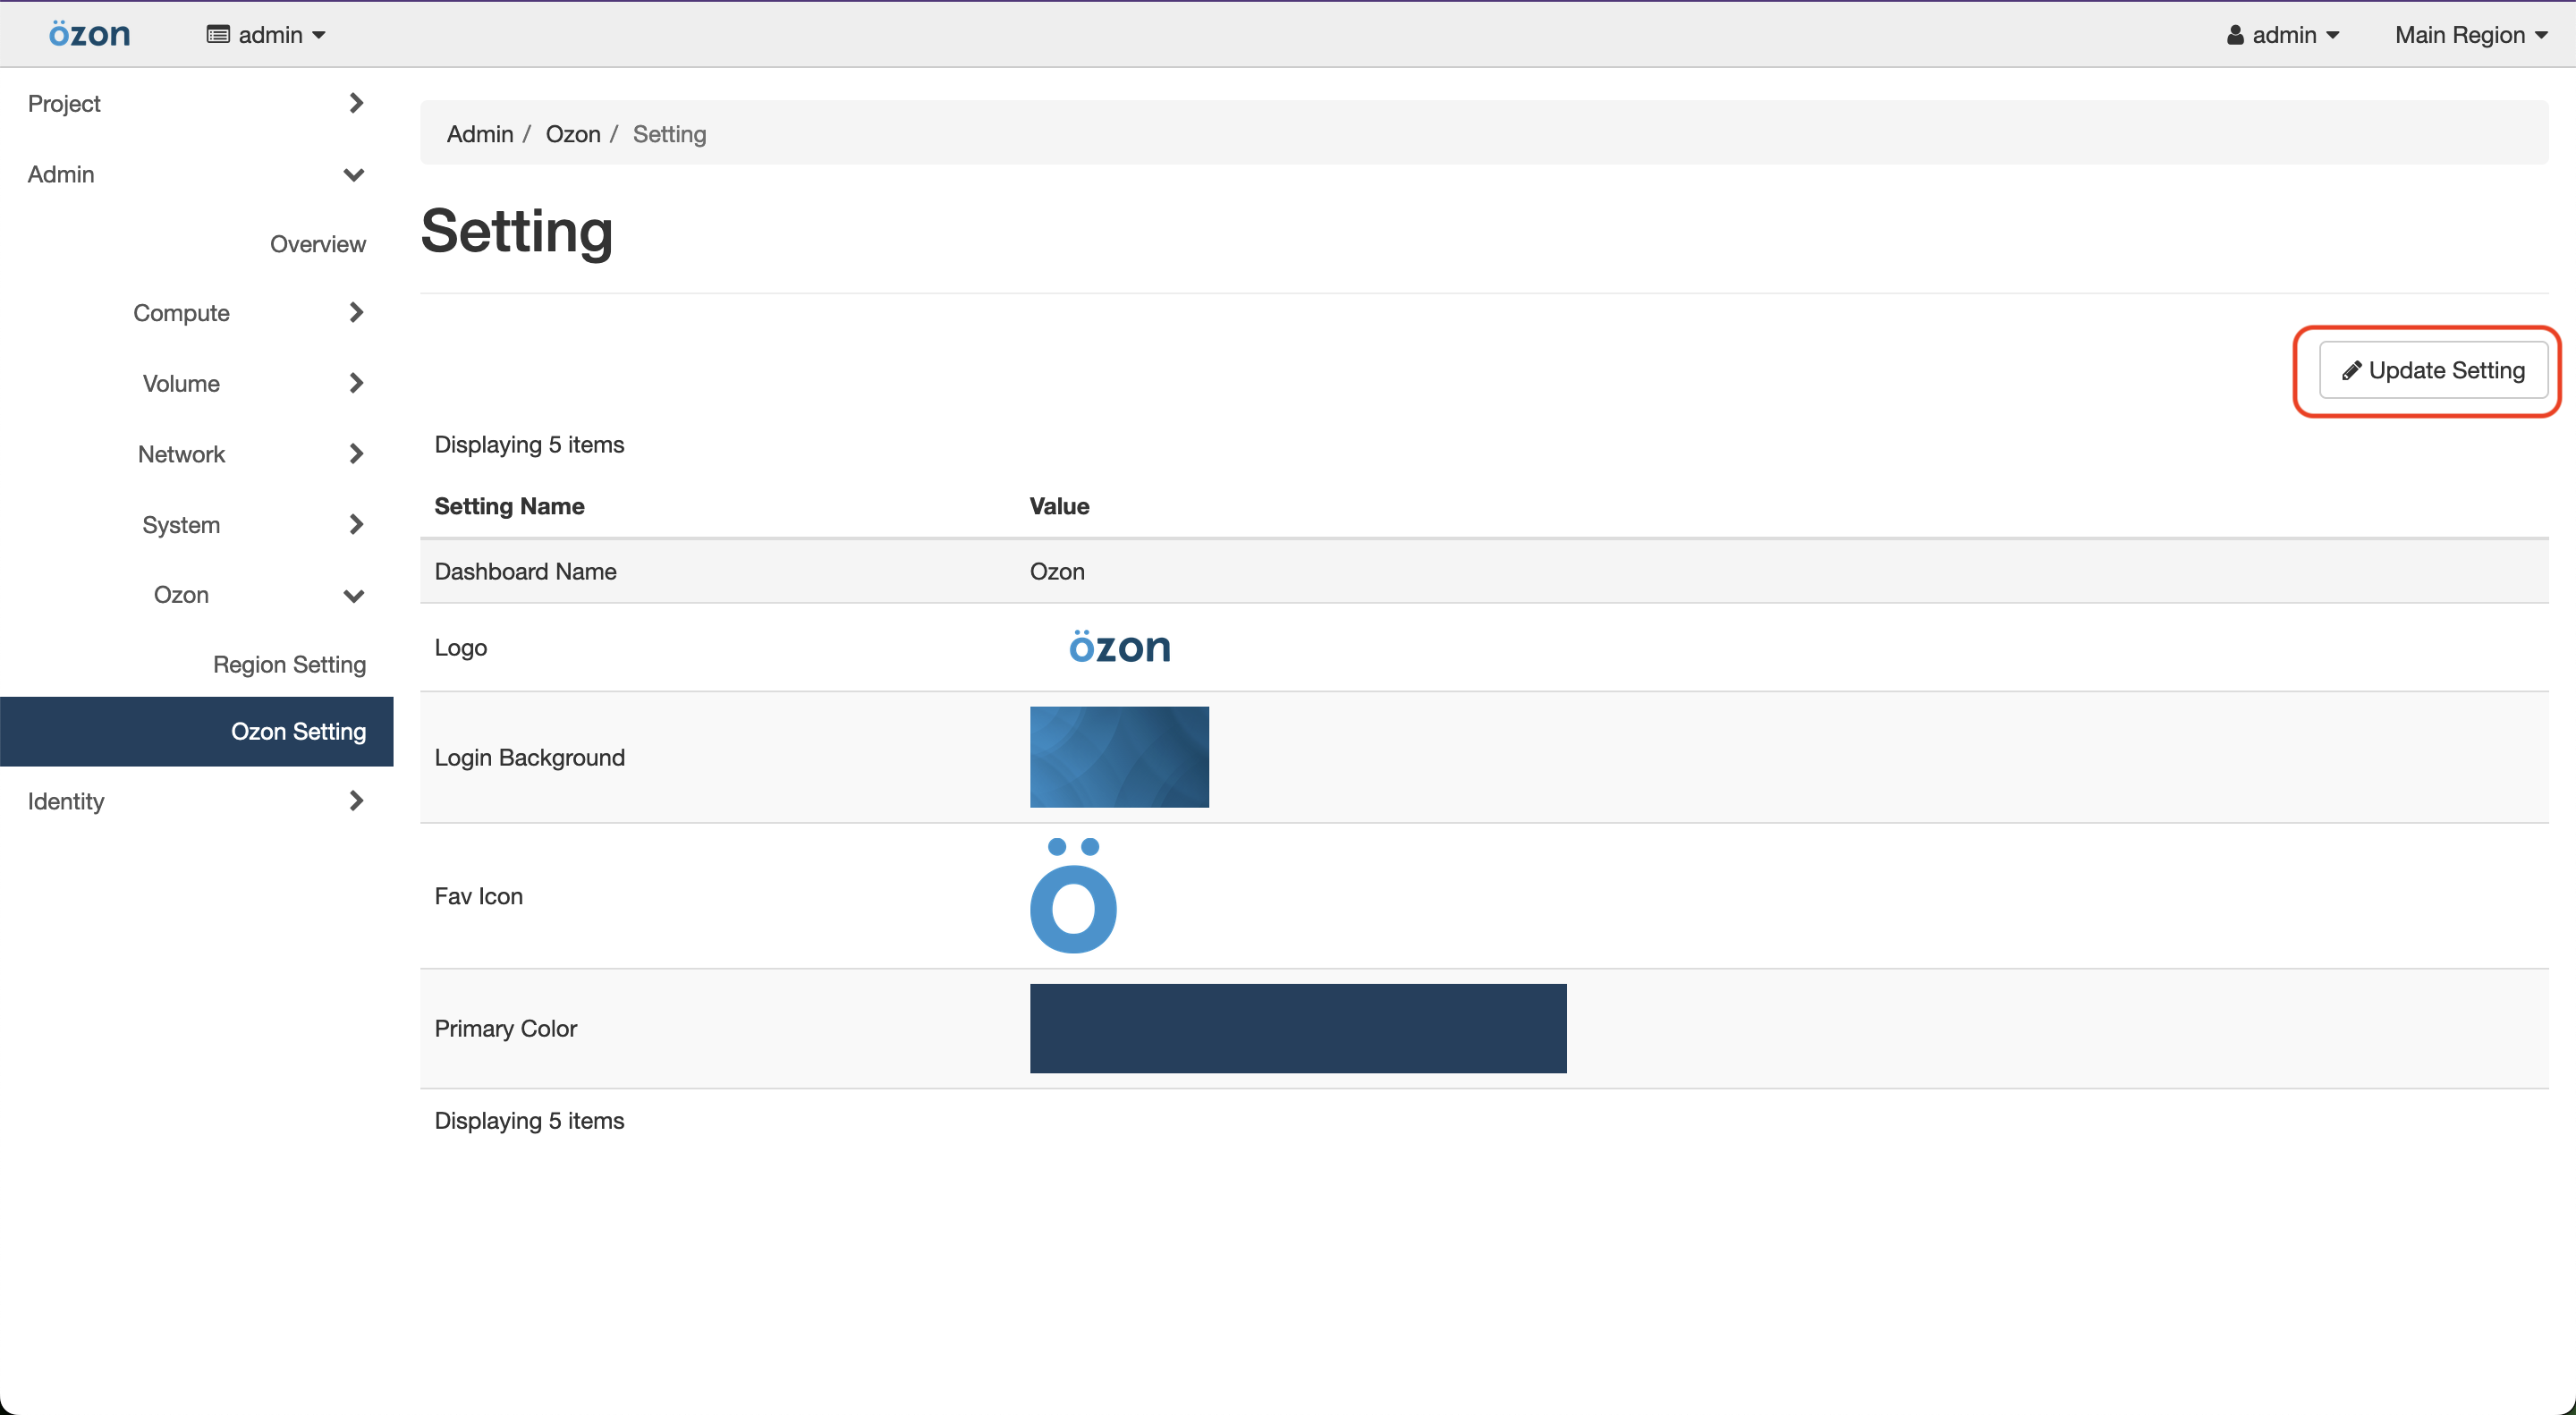 özon admin admin Main Region
Project
Admin
Overview
Compute
Volume
Network
System
Ozon
Region Setting
Ozon Setting
Identity
Admin / Ozon / Setting
Setting
Update Setting
Displaying 5 items
Setting Name Value
Dashboard Name Ozon
Logo özon
Login Background
Fav Icon ö
Primary Color
Displaying 5 items